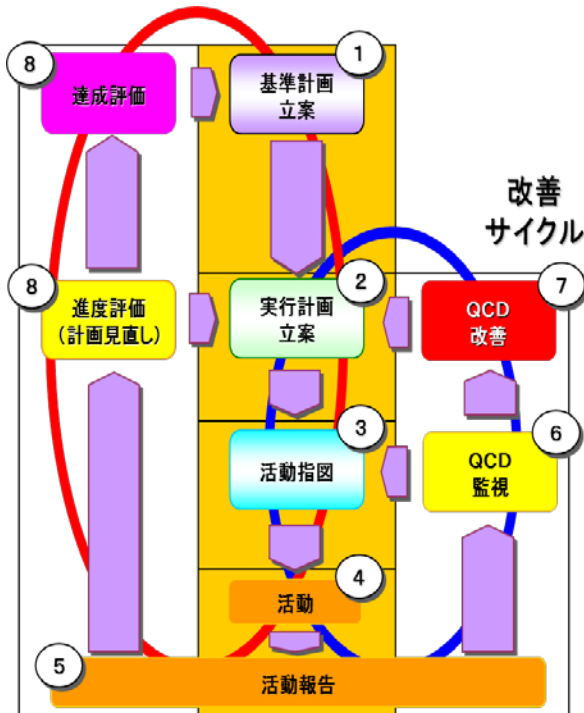 8
達成評価
1
基準計画
立案
改善
サイクル
8
進度評価
(計画見直し)
2
実行計画
立案
7
QCD
改善
3
活動指図
6
QCD
監視
4
活動
5
活動報告